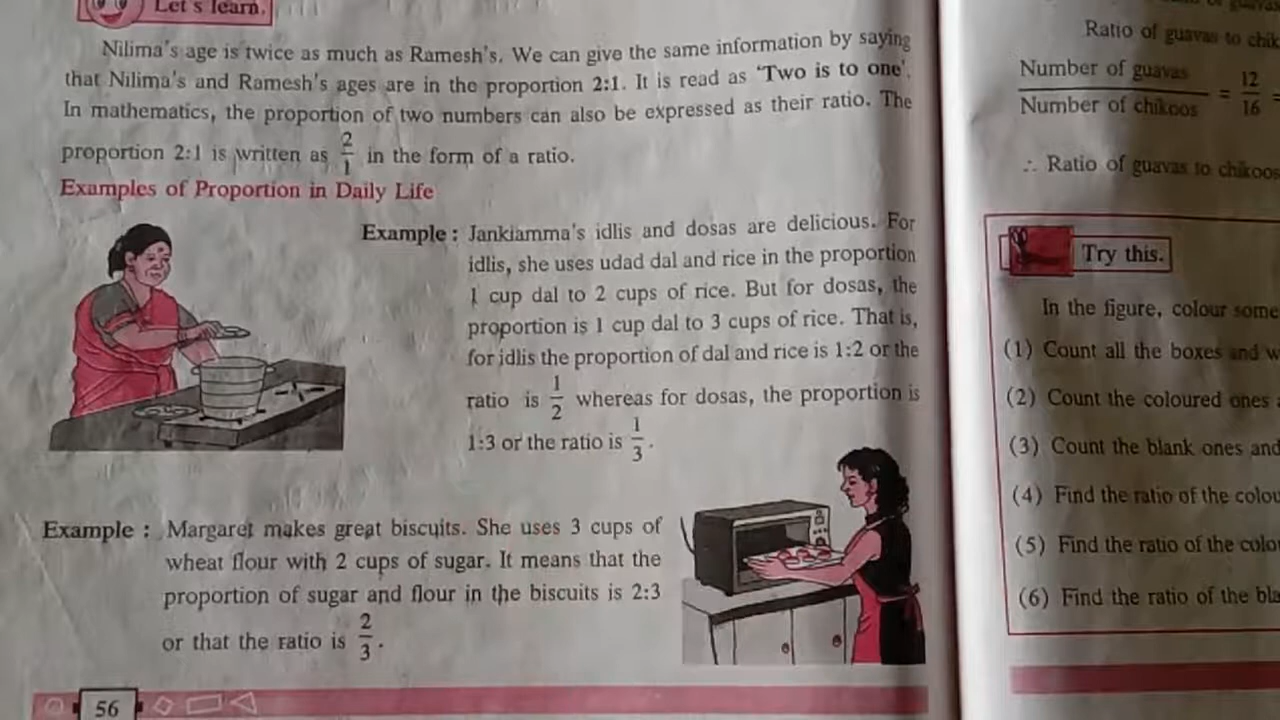 Let's learn.
Nilima's age is twice as much as Ramesh's. We can give the same information by saying
that Nilima's and Ramesh's ages are in the proportion 2:1. It is read as 'Two is to one'.
In mathematics, the proportion of two numbers can also be expressed as their ratio. The
proportion 2:1 is written as 2/1 in the form of a ratio.
Examples of Proportion in Daily Life
Example : Jankiamma's idlis and dosas are delicious. For
idlis, she uses udad dal and rice in the proportion
1 cup dal to 2 cups of rice. But for dosas, the
proportion is 1 cup dal to 3 cups of rice. That is,
for idlis the proportion of dal and rice is 1:2 or the
ratio is 1/2 whereas for dosas, the proportion is
1:3 or the ratio is 1/3.
Example : Margaret makes great biscuits. She uses 3 cups of
wheat flour with 2 cups of sugar. It means that the
proportion of sugar and flour in the biscuits is 2:3
or that the ratio is 2/3.
56
Ratio of guavas to chik
Number of guavas / Number of chikoos = 12/16 =
∴ Ratio of guavas to chikoos
Try this.
In the figure, colour some
(1) Count all the boxes and w
(2) Count the coloured ones
(3) Count the blank ones and
(4) Find the ratio of the colou
(5) Find the ratio of the colo
(6) Find the ratio of the bla